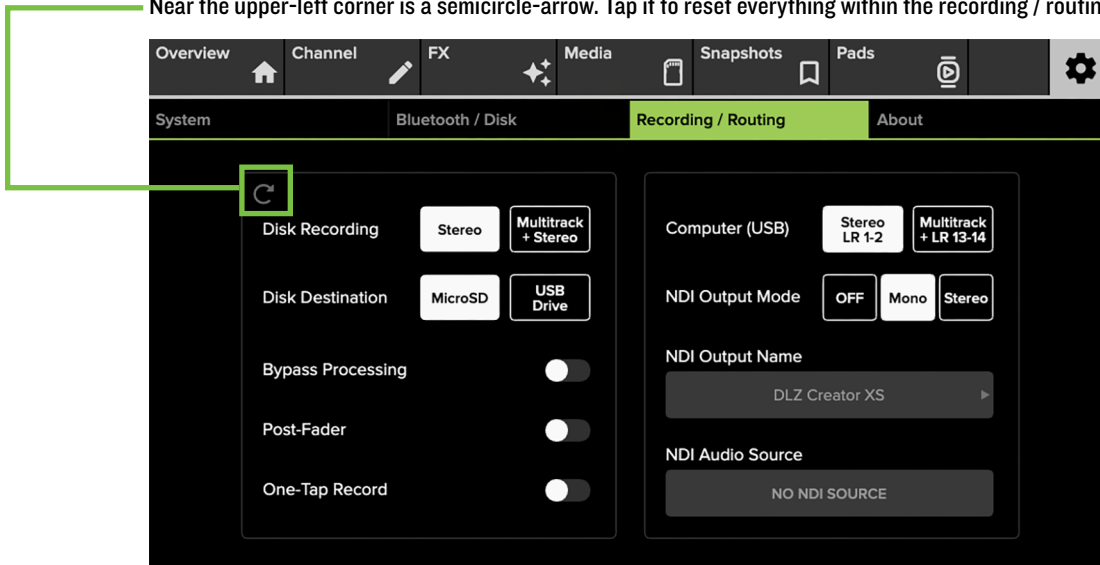 Near the upper-left corner is a semicircle-arrow. Tap it to reset everything within the recording /
Overview Channel FX Media Snapshots Pads
System Bluetooth / Disk Recording / Routing About
Disk Recording
Stereo
Multitrack
+ Stereo
Disk Destination
MicroSD
USB
Drive
Bypass Processing
Post-Fader
One-Tap Record
Computer (USB)
Stereo
LR 1-2
Multitrack
+ LR 13-14
NDI Output Mode
OFF Mono Stereo
NDI Output Name
DLZ Creator XS
NDI Audio Source
NO NDI SOURCE